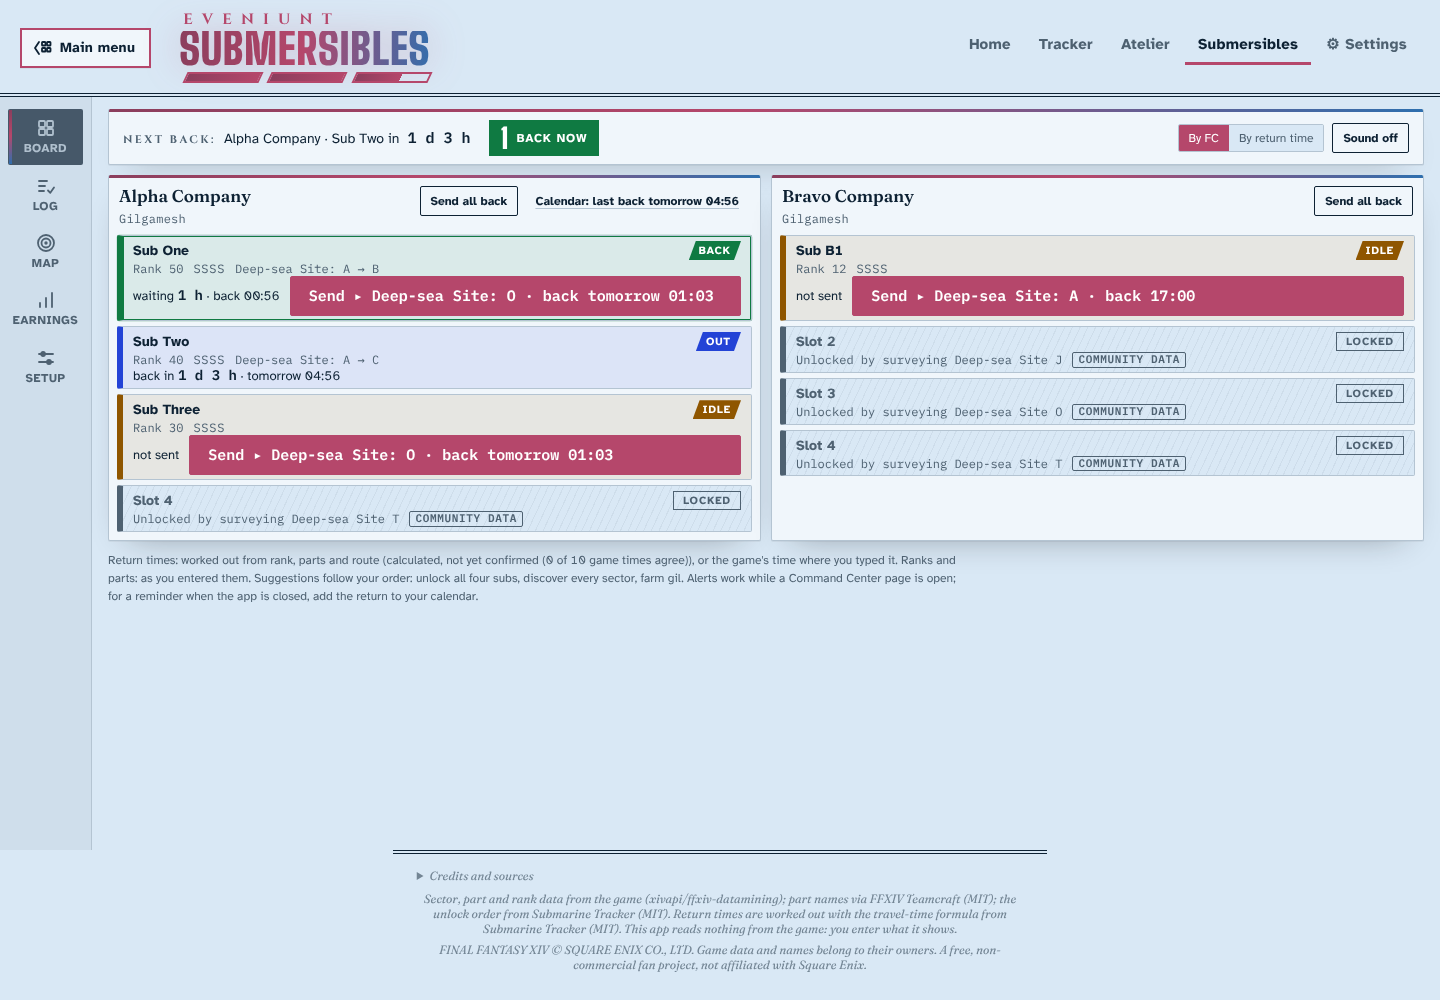 Main menu
EVENIUNT
SUBMERSIBLES
Home
Tracker
Atelier
Submersibles
⚙ Settings
BOARD
LOG
MAP
EARNINGS
SETUP
NEXT BACK: Alpha Company · Sub Two in 1 d 3 h
1 BACK NOW
By FC
By return time
Sound off
Alpha Company
Gilgamesh
Send all back
Calendar: last back tomorrow 04:56
Sub One
BACK
Rank 50 SSSS Deep-sea Site: A → B
waiting 1 h · back 00:56
Send ▸ Deep-sea Site: O · back tomorrow 01:03
Sub Two
OUT
Rank 40 SSSS Deep-sea Site: A → C
back in 1 d 3 h · tomorrow 04:56
Sub Three
IDLE
Rank 30 SSSS
not sent
Send ▸ Deep-sea Site: O · back tomorrow 01:03
Slot 4
LOCKED
Unlocked by surveying Deep-sea Site T COMMUNITY DATA
Bravo Company
Gilgamesh
Send all back
Sub B1
IDLE
Rank 12 SSSS
not sent
Send ▸ Deep-sea Site: A · back 17:00
Slot 2
LOCKED
Unlocked by surveying Deep-sea Site J COMMUNITY DATA
Slot 3
LOCKED
Unlocked by surveying Deep-sea Site O COMMUNITY DATA
Slot 4
LOCKED
Unlocked by surveying Deep-sea Site T COMMUNITY DATA
Return times: worked out from rank, parts and route (calculated, not yet confirmed (0 of 10 game times agree)), or the game's time where you typed it. Ranks and
parts: as you entered them. Suggestions follow your order: unlock all four subs, discover every sector, farm gil. Alerts work while a Command Center page is open;
for a reminder when the app is closed, add the return to your calendar.
▶ Credits and sources
Sector, part and rank data from the game (xivapi/ffxiv-datamining); part names via FFXIV Teamcraft (MIT); the
unlock order from Submarine Tracker (MIT). Return times are worked out with the travel-time formula from
Submarine Tracker (MIT). This app reads nothing from the game: you enter what it shows.
FINAL FANTASY XIV © SQUARE ENIX CO., LTD. Game data and names belong to their owners. A free, non-
commercial fan project, not affiliated with Square Enix.